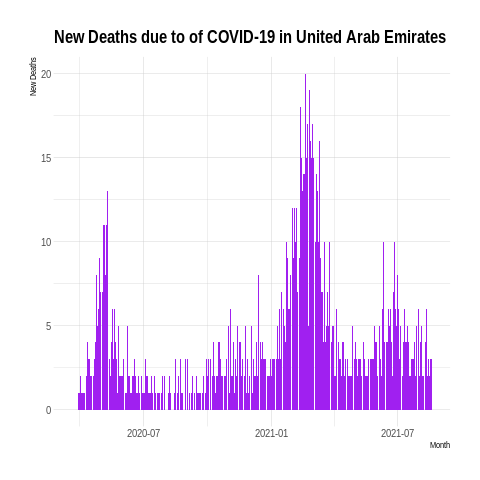 New Deaths due to of COVID-19 in United Arab Emirates
New Deaths
20
15
10
5
0
2020-07
2021-01
2021-07
Month